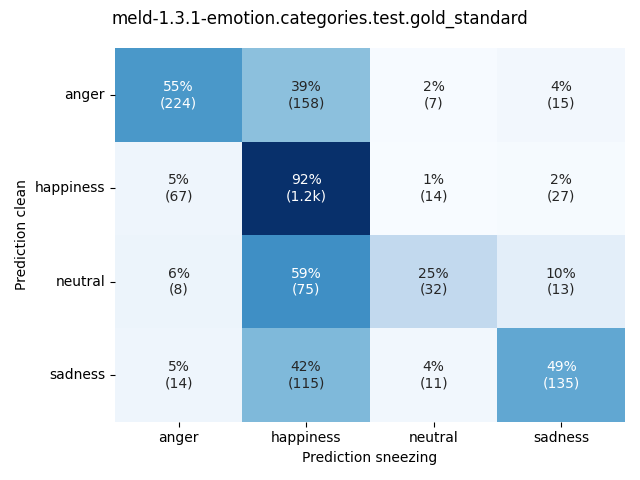 meld-1.3.1-emotion.categories.test.gold_standard
Prediction clean
anger
55%
(224)
39%
(158)
2%
(7)
4%
(15)
happiness
5%
(67)
92%
(1.2k)
1%
(14)
2%
(27)
neutral
6%
(8)
59%
(75)
25%
(32)
10%
(13)
sadness
5%
(14)
42%
(115)
4%
(11)
49%
(135)
anger
happiness
neutral
sadness
Prediction sneezing